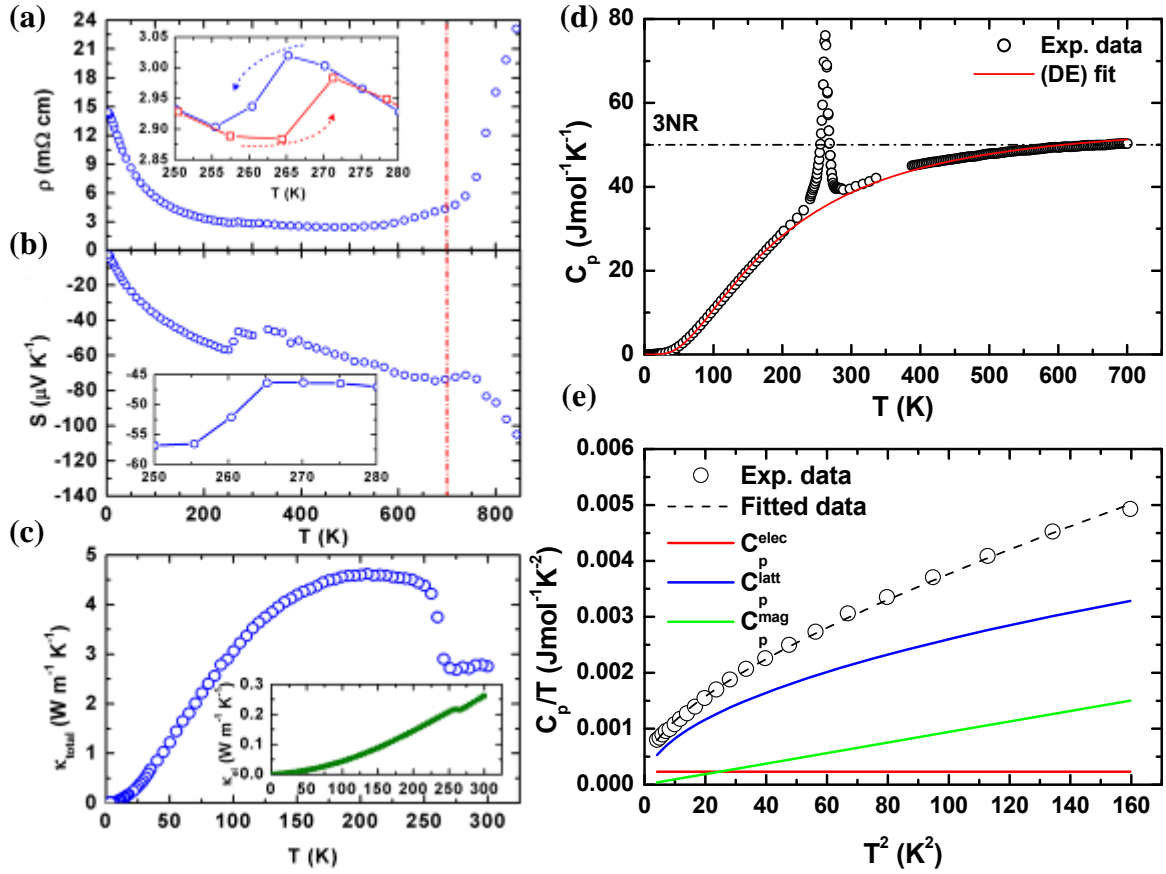 (a)
24
21
18
15
12
9
6
3
0
ρ (mΩ cm)
3.05
3.00
2.95
2.90
2.85
250 255 260 265 270 275 280
T (K)
(b)
-20
-40
-60
-80
-100
-120
-140
S (μV K⁻¹)
-45
-50
-55
-60
250 260 270 280
0 200 400 600 800
T (K)
(c)
5
4
3
2
1
0
κtotal (W m⁻¹ K⁻¹)
0.3
0.2
0.1
0.0
κel (W m⁻¹ K⁻¹)
0 50 100 150 200 250 300
0 50 100 150 200 250 300
T (K)
(d)
80
60
40
20
0
Cp (Jmol⁻¹K⁻¹)
Exp. data
(DE) fit
3NR
0 100 200 300 400 500 600 700
T (K)
(e)
0.006
0.005
0.004
0.003
0.002
0.001
0.000
Cp/T (Jmol⁻¹K⁻²)
Exp. data
Fitted data
Cp^elec
Cp^latt
Cp^mag
0 20 40 60 80 100 120 140 160
T² (K²)